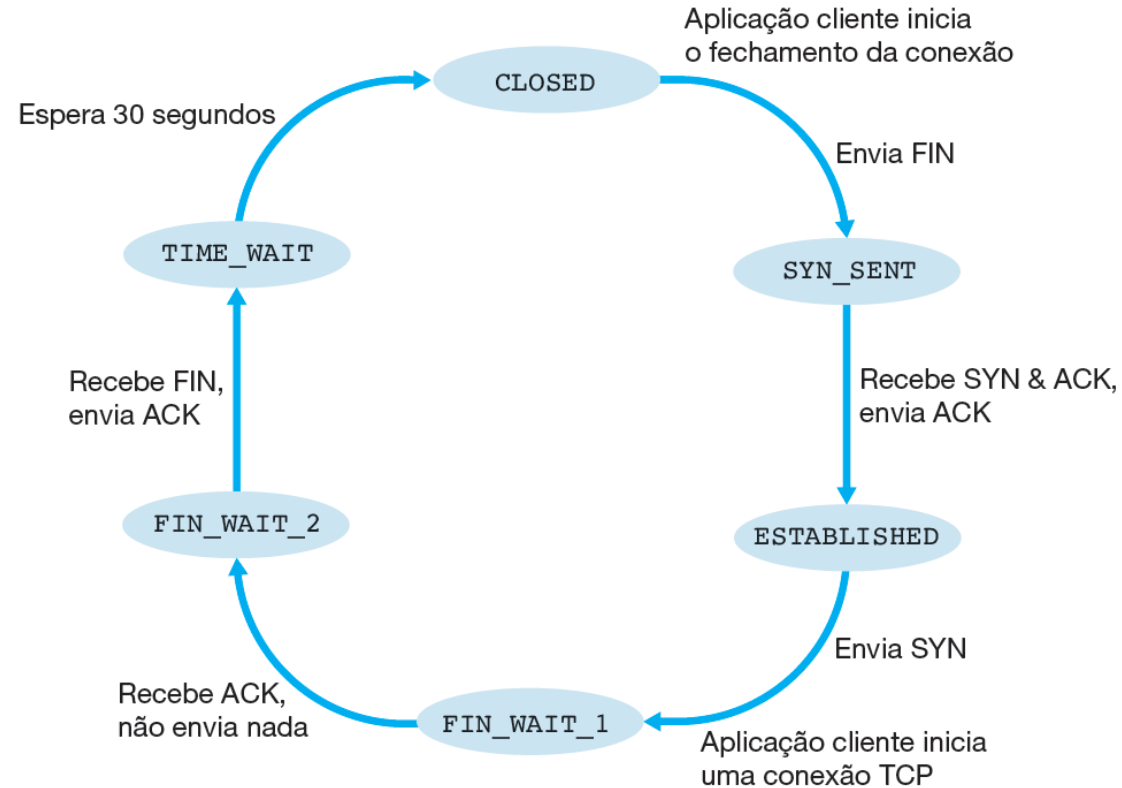 Aplicação cliente inicia
o fechamento da conexão
CLOSED
Espera 30 segundos
Envia FIN
TIME_WAIT
SYN_SENT
Recebe FIN,
envia ACK
Recebe SYN & ACK,
envia ACK
FIN_WAIT_2
ESTABLISHED
Envia SYN
Recebe ACK,
não envia nada
FIN_WAIT_1
Aplicação cliente inicia
uma conexão TCP